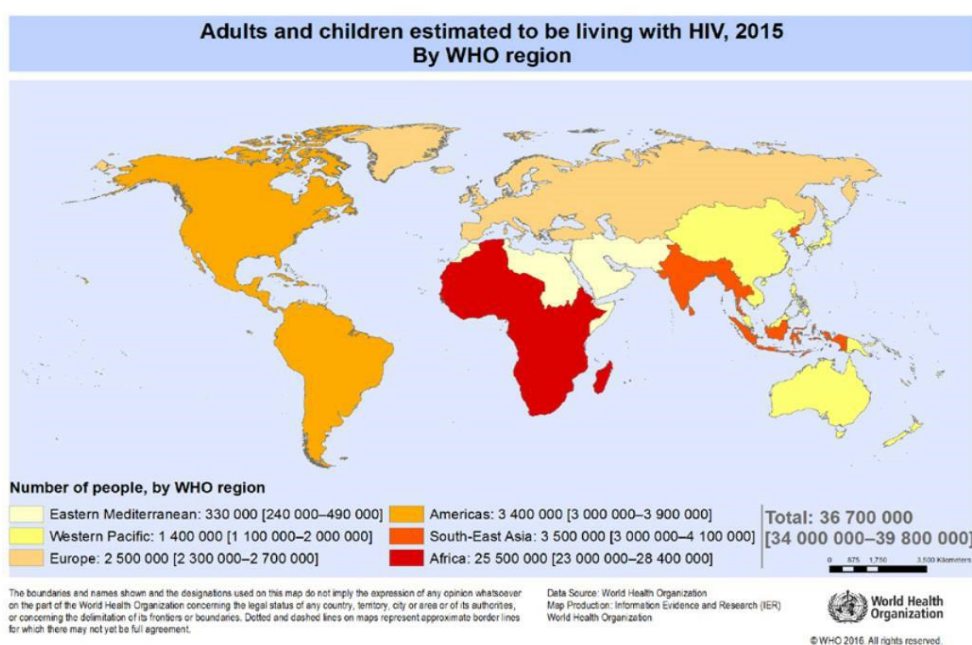 Adults and children estimated to be living with HIV, 2015
By WHO region
Number of people, by WHO region
Eastern Mediterranean: 330 000 [240 000–490 000]
Western Pacific: 1 400 000 [1 100 000–2 000 000]
Europe: 2 500 000 [2 300 000–2 700 000]
Americas: 3 400 000 [3 000 000–3 900 000]
South-East Asia: 3 500 000 [3 000 000–4 100 000]
Africa: 25 500 000 [23 000 000–28 400 000]
Total: 36 700 000
[34 000 000–39 800 000]
0 875 1,750 3,500 Kilometers
The boundaries and names shown and the designations used on this map do not imply the expression of any opinion whatsoever
on the part of the World Health Organization concerning the legal status of any country, territory, city or area or of its authorities,
or concerning the delimitation of its frontiers or boundaries. Dotted and dashed lines on maps represent approximate border lines
for which there may not yet be full agreement.
Data Source: World Health Organization
Map Production: Information Evidence and Research (IER)
World Health Organization
World Health
Organization
© WHO 2016. All rights reserved.